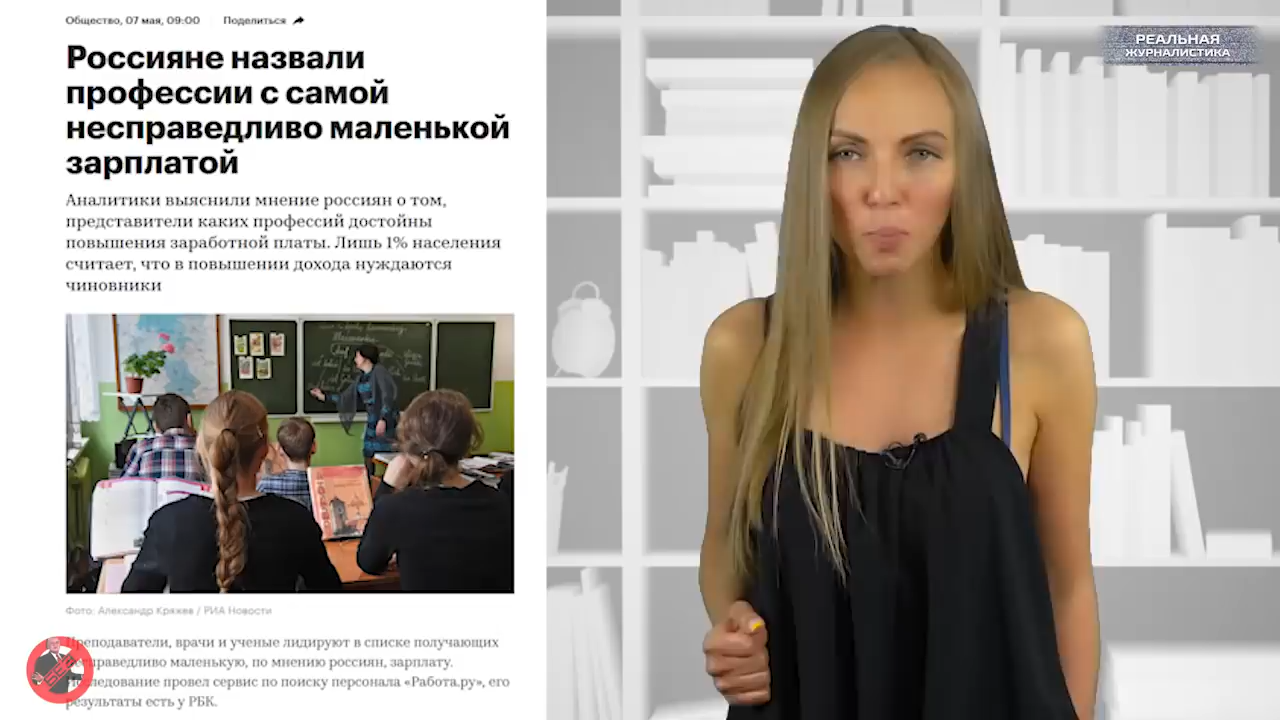 Общество, 07 мая, 09:00 Поделиться
Россияне назвали
профессии с самой
несправедливо маленькой
зарплатой
Аналитики выяснили мнение россиян о том,
представители каких профессий достойны
повышения заработной платы. Лишь 1% населения
считает, что в повышении дохода нуждаются
чиновники
Фото: Александр Кряжев / РИА Новости
Преподаватели, врачи и ученые лидируют в списке получающих
несправедливо маленькую, по мнению россиян, зарплату.
Исследование провел сервис по поиску персонала «Работа.ру», его
результаты есть у РБК.
РЕАЛЬНАЯ
ЖУРНАЛИСТИКА